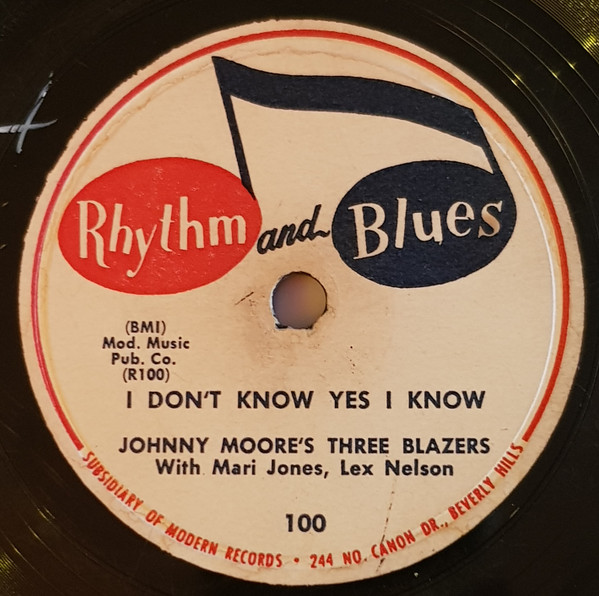 Rhythm and Blues
(BMI)
Mod. Music
Pub. Co.
(R100)
I DON'T KNOW YES I KNOW
JOHNNY MOORE'S THREE BLAZERS
With Mari Jones, Lex Nelson
100
SUBSIDIARY OF MODERN RECORDS • 244 NO. CANON DR., BEVERLY HILLS